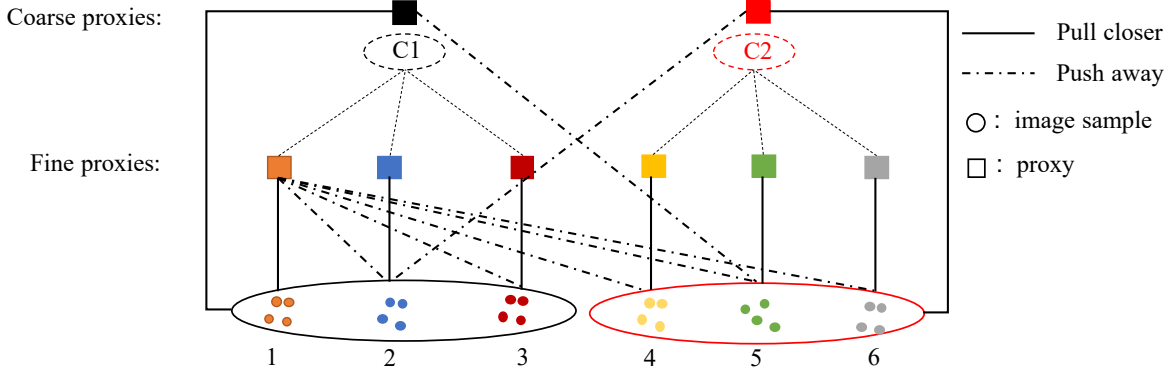 Coarse proxies:
C1
C2
Pull closer
Push away
: image sample
: proxy
Fine proxies:
1 2 3 4 5 6